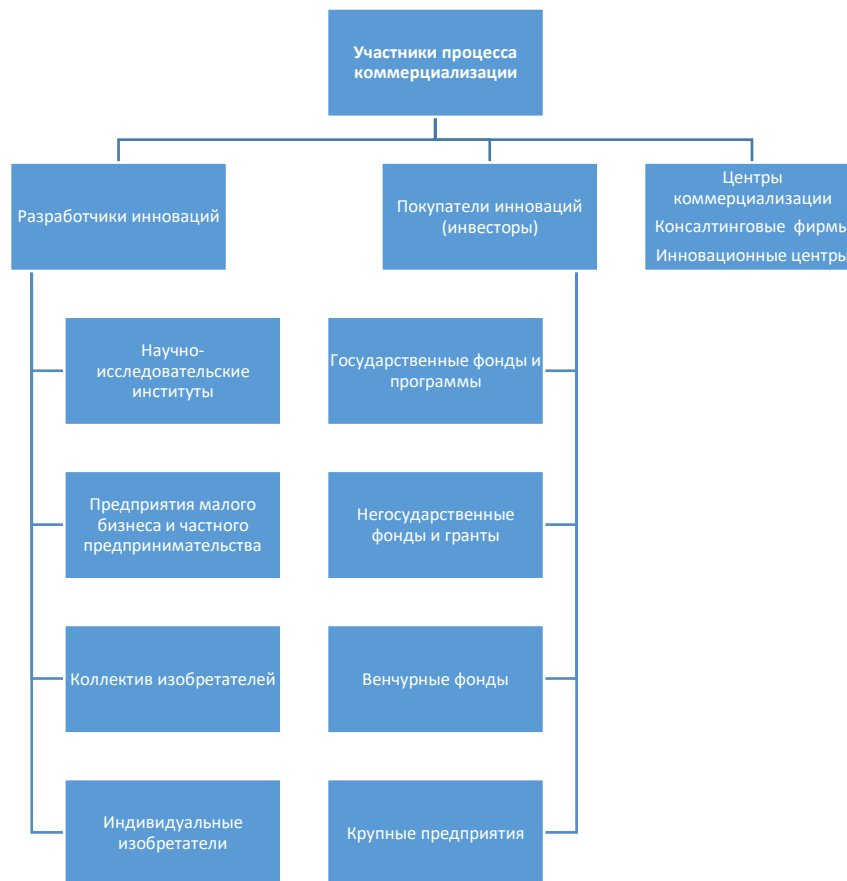 Участники процесса
коммерциализации
Разработчики инноваций
Покупатели инноваций
(инвесторы)
Центры
коммерциализации
Консалтинговые фирмы
Инновационные центры
Научно-
исследовательские
институты
Государственные фонды и
программы
Предприятия малого
бизнеса и частного
предпринимательства
Негосударственные
фонды и гранты
Коллектив изобретателей
Венчурные фонды
Индивидуальные
изобретатели
Крупные предприятия